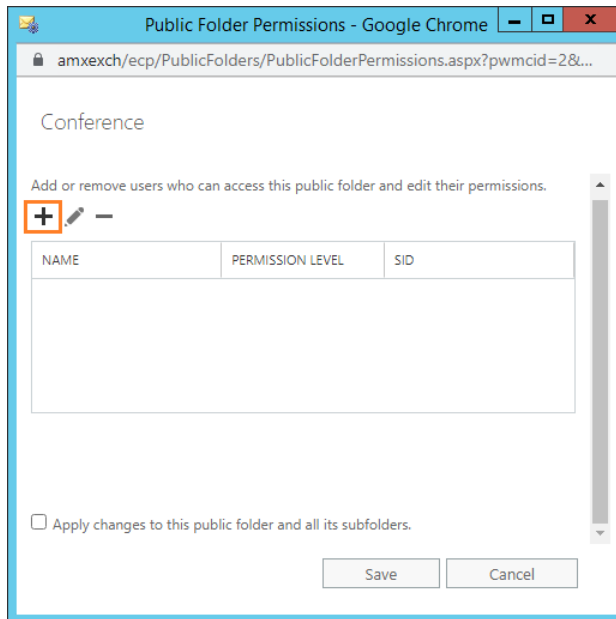 Public Folder Permissions - Google Chrome
amxexch/ecp/PublicFolders/PublicFolderPermissions.aspx?pwmcid=2&...
Conference
Add or remove users who can access this public folder and edit their permissions.
NAME PERMISSION LEVEL SID
Apply changes to this public folder and all its subfolders.
Save Cancel